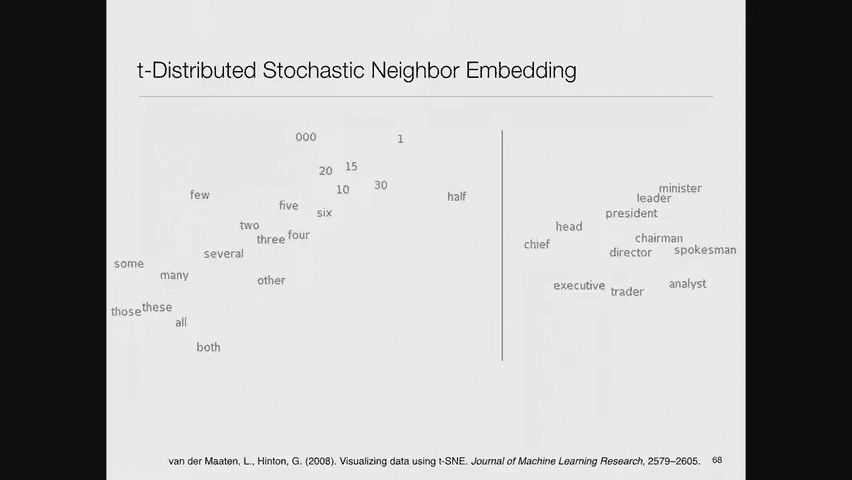 t-Distributed Stochastic Neighbor Embedding
000
1
20
15
10
30
few
half
five
six
two
three
four
several
some
many
other
those
these
all
both
minister
leader
president
head
chief
chairman
director
spokesman
executive
trader
analyst
van der Maaten, L., Hinton, G. (2008). Visualizing data using t-SNE. Journal of Machine Learning Research, 2579–2605.
68